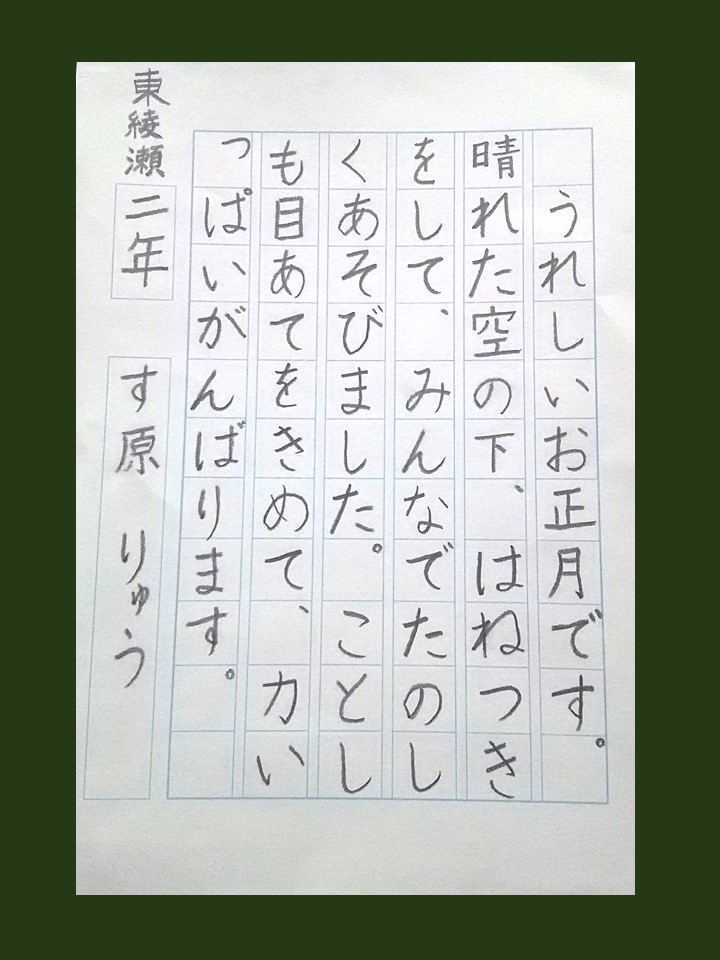 うれしいお正月です。
晴れた空の下、はねつき
をして、みんなでたのし
くあそびました。ことし
も目あてをきめて、力い
っぱいがんばります。
東綾瀬 二年 す原 りゅう